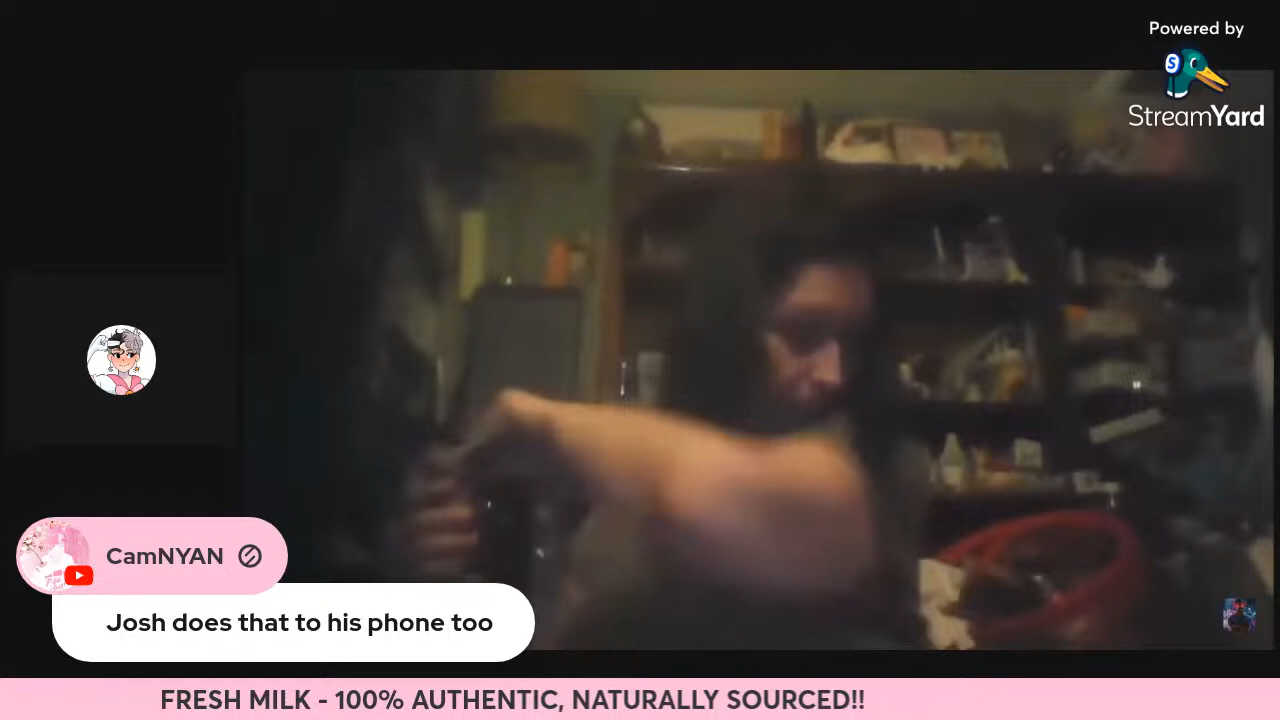 Powered by
StreamYard
CamNYAN
Josh does that to his phone too
FRESH MILK - 100% AUTHENTIC, NATURALLY SOURCED!!